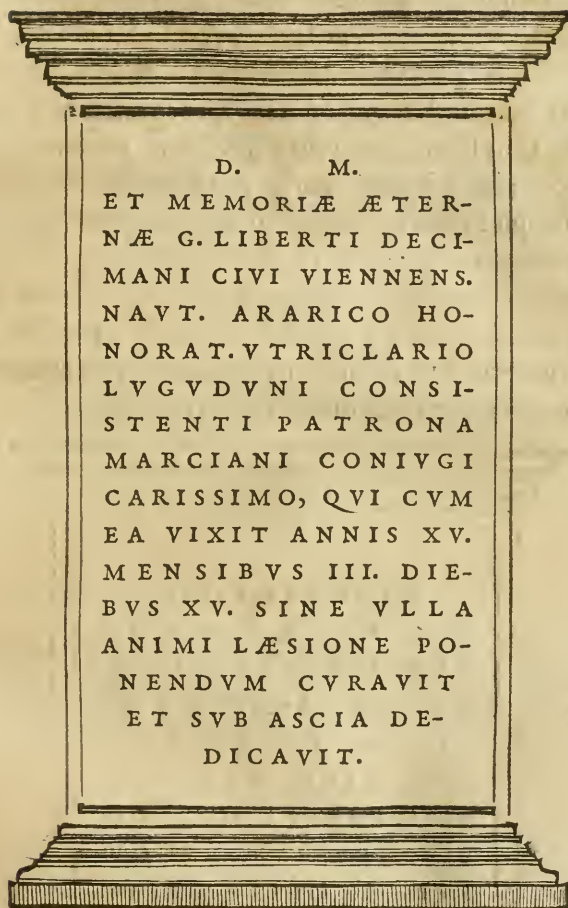 D. M.
ET MEMORIÆ ÆTER-
NÆ G. LIBERTI DECI-
MANI CIVI VIENNENS.
NAVT. ARARICO HO-
NORAT. VTRICLARIO
LVGVDVNI CONSI-
STENTI PATRONA
MARCIANI CONIVGI
CARISSIMO, QVI CVM
EA VIXIT ANNIS XV.
MENSIBVS III. DIE-
BVS XV. SINE VLLA
ANIMI LÆSIONE PO-
NENDVM CVRAVIT
ET SVB ASCIA DE-
DICAVIT.